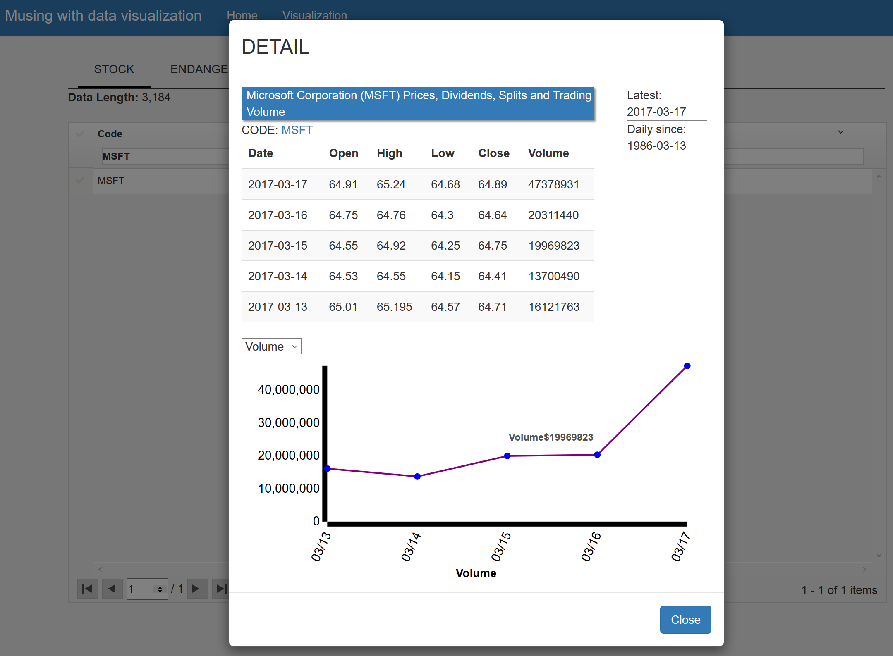 Musing with data visualization Home Visualization
DETAIL
STOCK ENDANGE
Data Length: 3,184
Microsoft Corporation (MSFT) Prices, Dividends, Splits and Trading
Volume
Latest:
2017-03-17
Daily since:
1986-03-13
CODE: MSFT
Code
MSFT
MSFT
Date Open High Low Close Volume
2017-03-17 64.91 65.24 64.68 64.89 47378931
2017-03-16 64.75 64.76 64.3 64.64 20311440
2017-03-15 64.55 64.92 64.25 64.75 19969823
2017-03-14 64.53 64.55 64.15 64.41 13700490
2017-03-13 65.01 65.195 64.57 64.71 16121763
Volume
40,000,000
30,000,000
20,000,000
10,000,000
0
Volume$19969823
03/13 03/14 03/15 03/16 03/17
Volume
1 / 1
1 - 1 of 1 items
Close